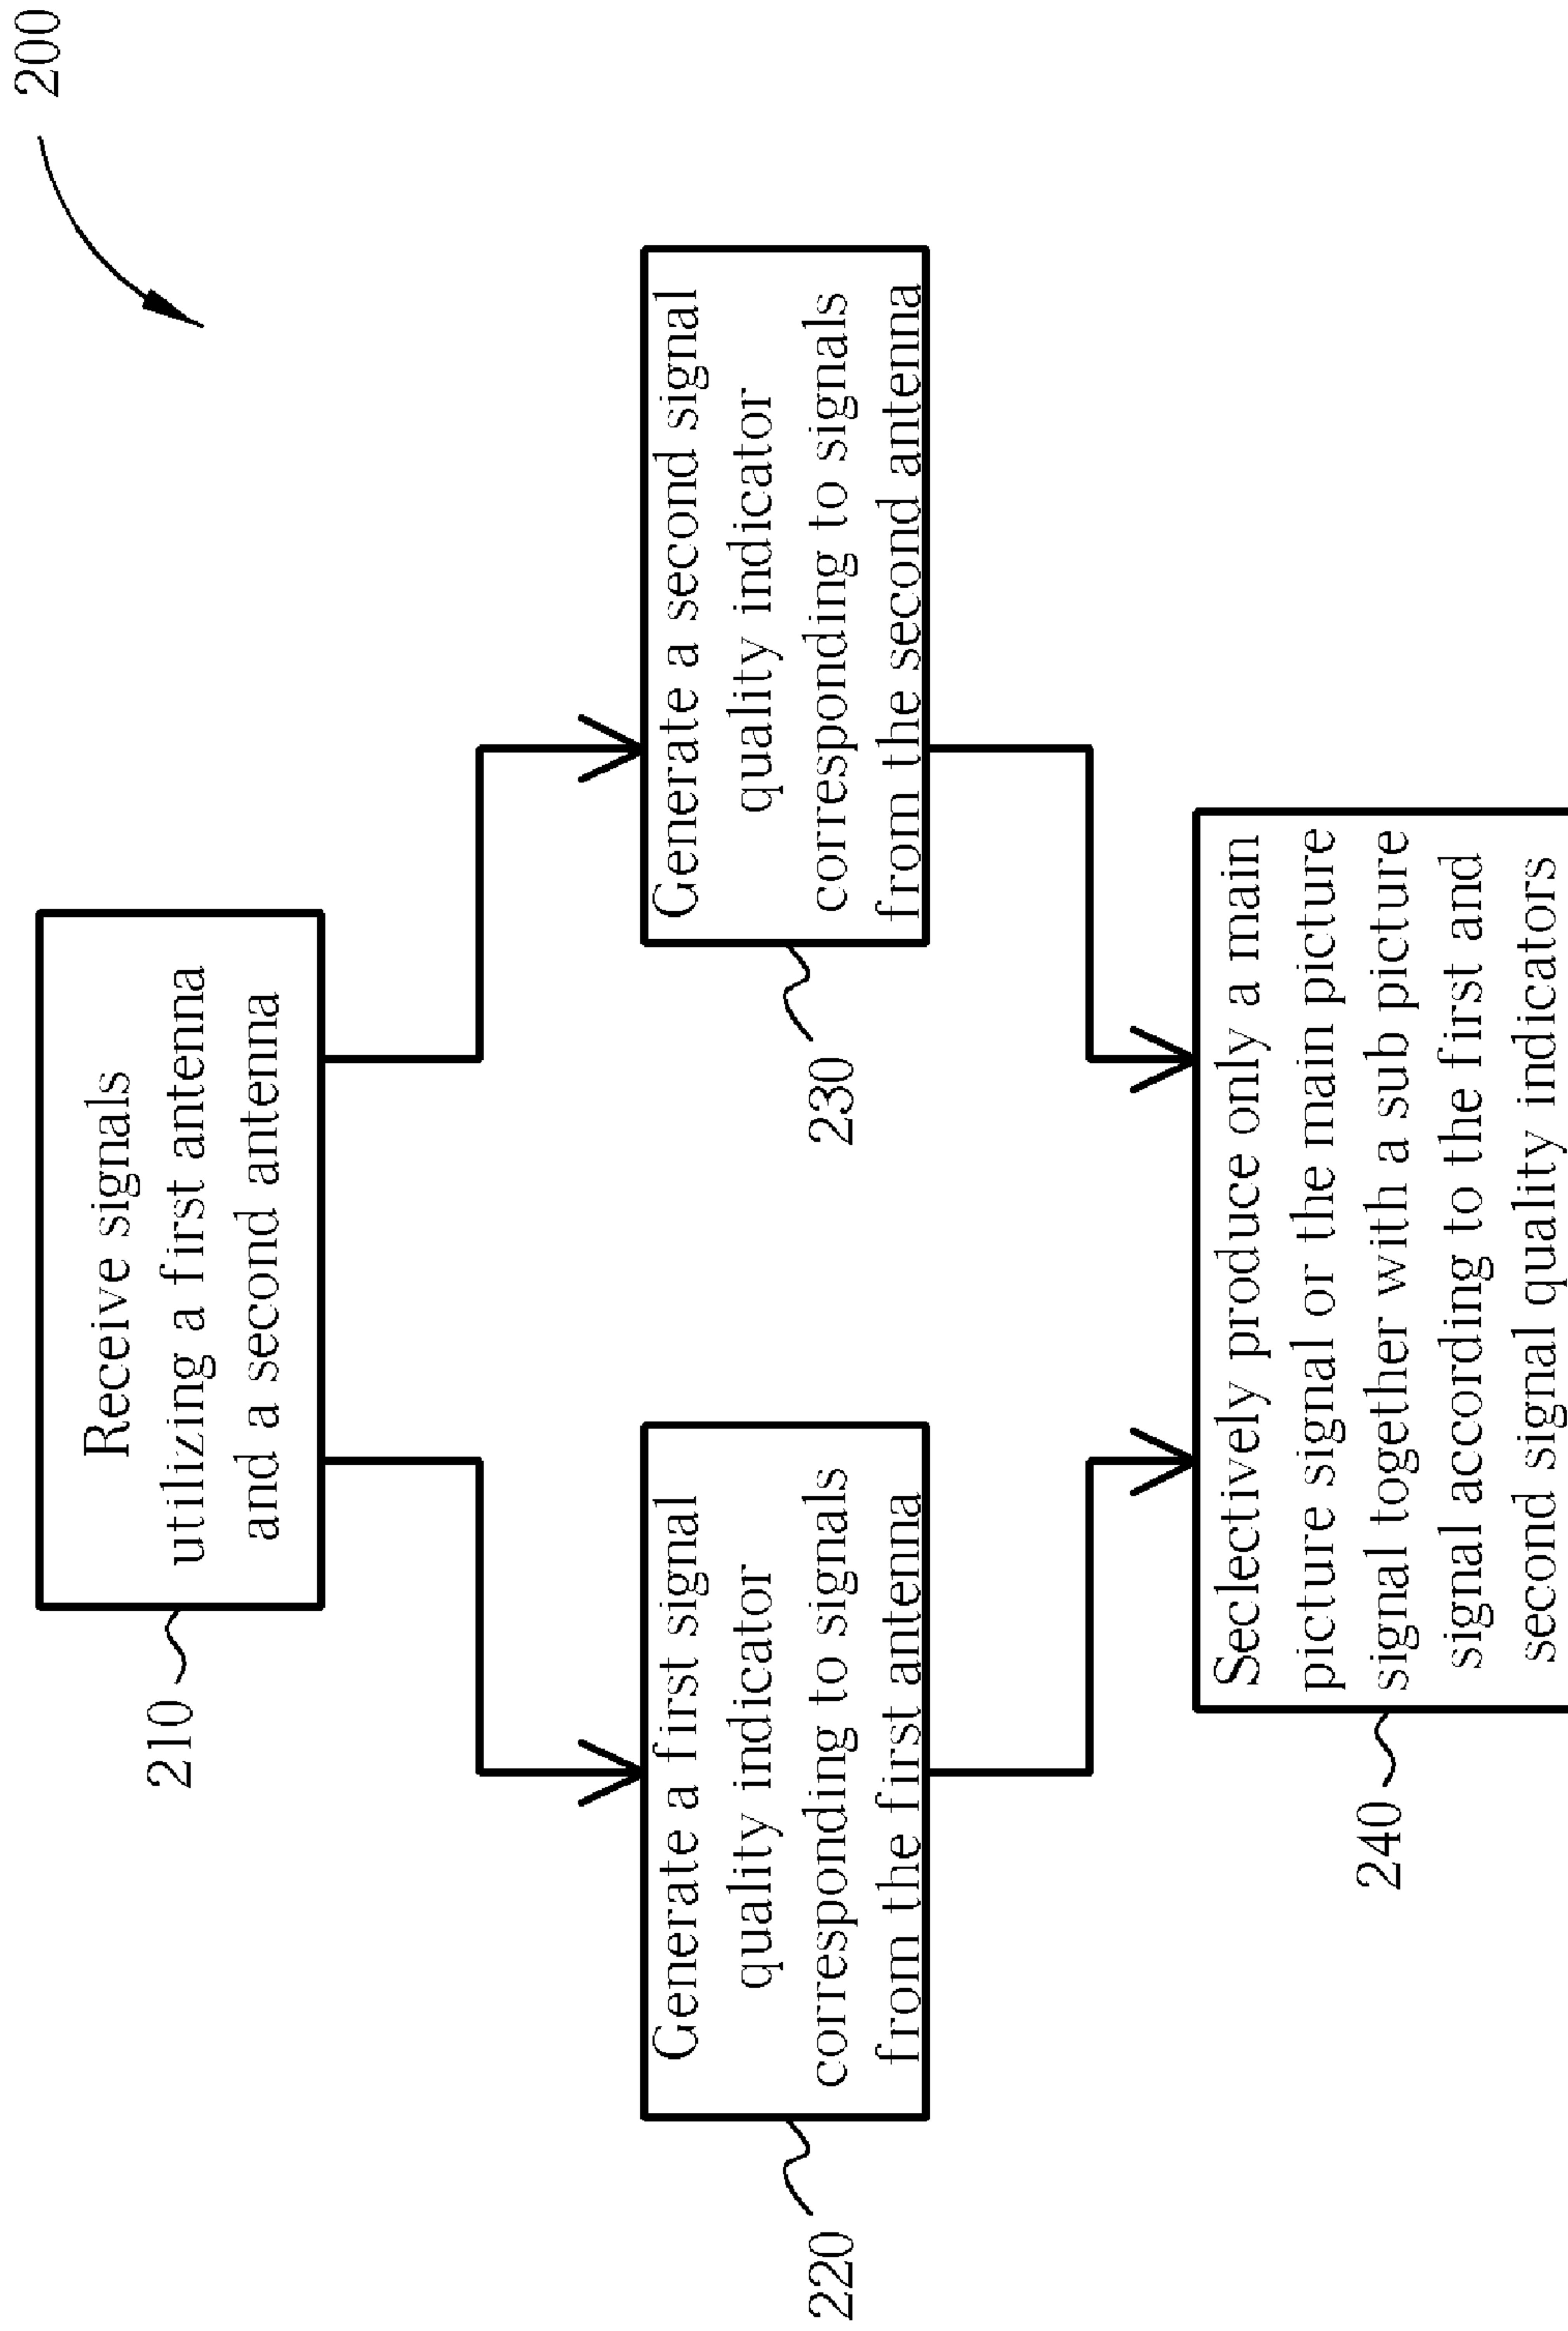 200
Receive signals
utilizing a first antenna
and a second antenna
210
Generate a first signal
quality indicator
corresponding to signals
from the first antenna
220
Generate a second signal
quality indicator
corresponding to signals
from the second antenna
230
Seclectively produce only a main
picture signal or the main picture
signal together with a sub picture
signal according to the first and
second signal quality indicators
240